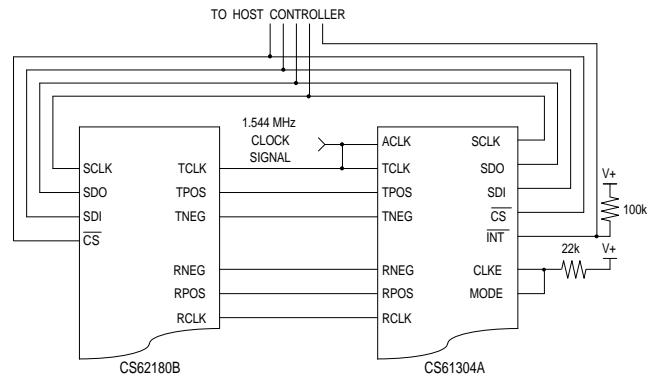 TO HOST CONTROLLER
1.544 MHz
CLOCK
SIGNAL
SCLK
SDO
SDI
CS
TCLK
TPOS
TNEG
RNEG
RPOS
RCLK
CS62180B
ACLK
TCLK
TPOS
TNEG
RNEG
RPOS
RCLK
SCLK
SDO
SDI
CS
INT
CLKE
MODE
CS61304A
V+
100k
22k
V+